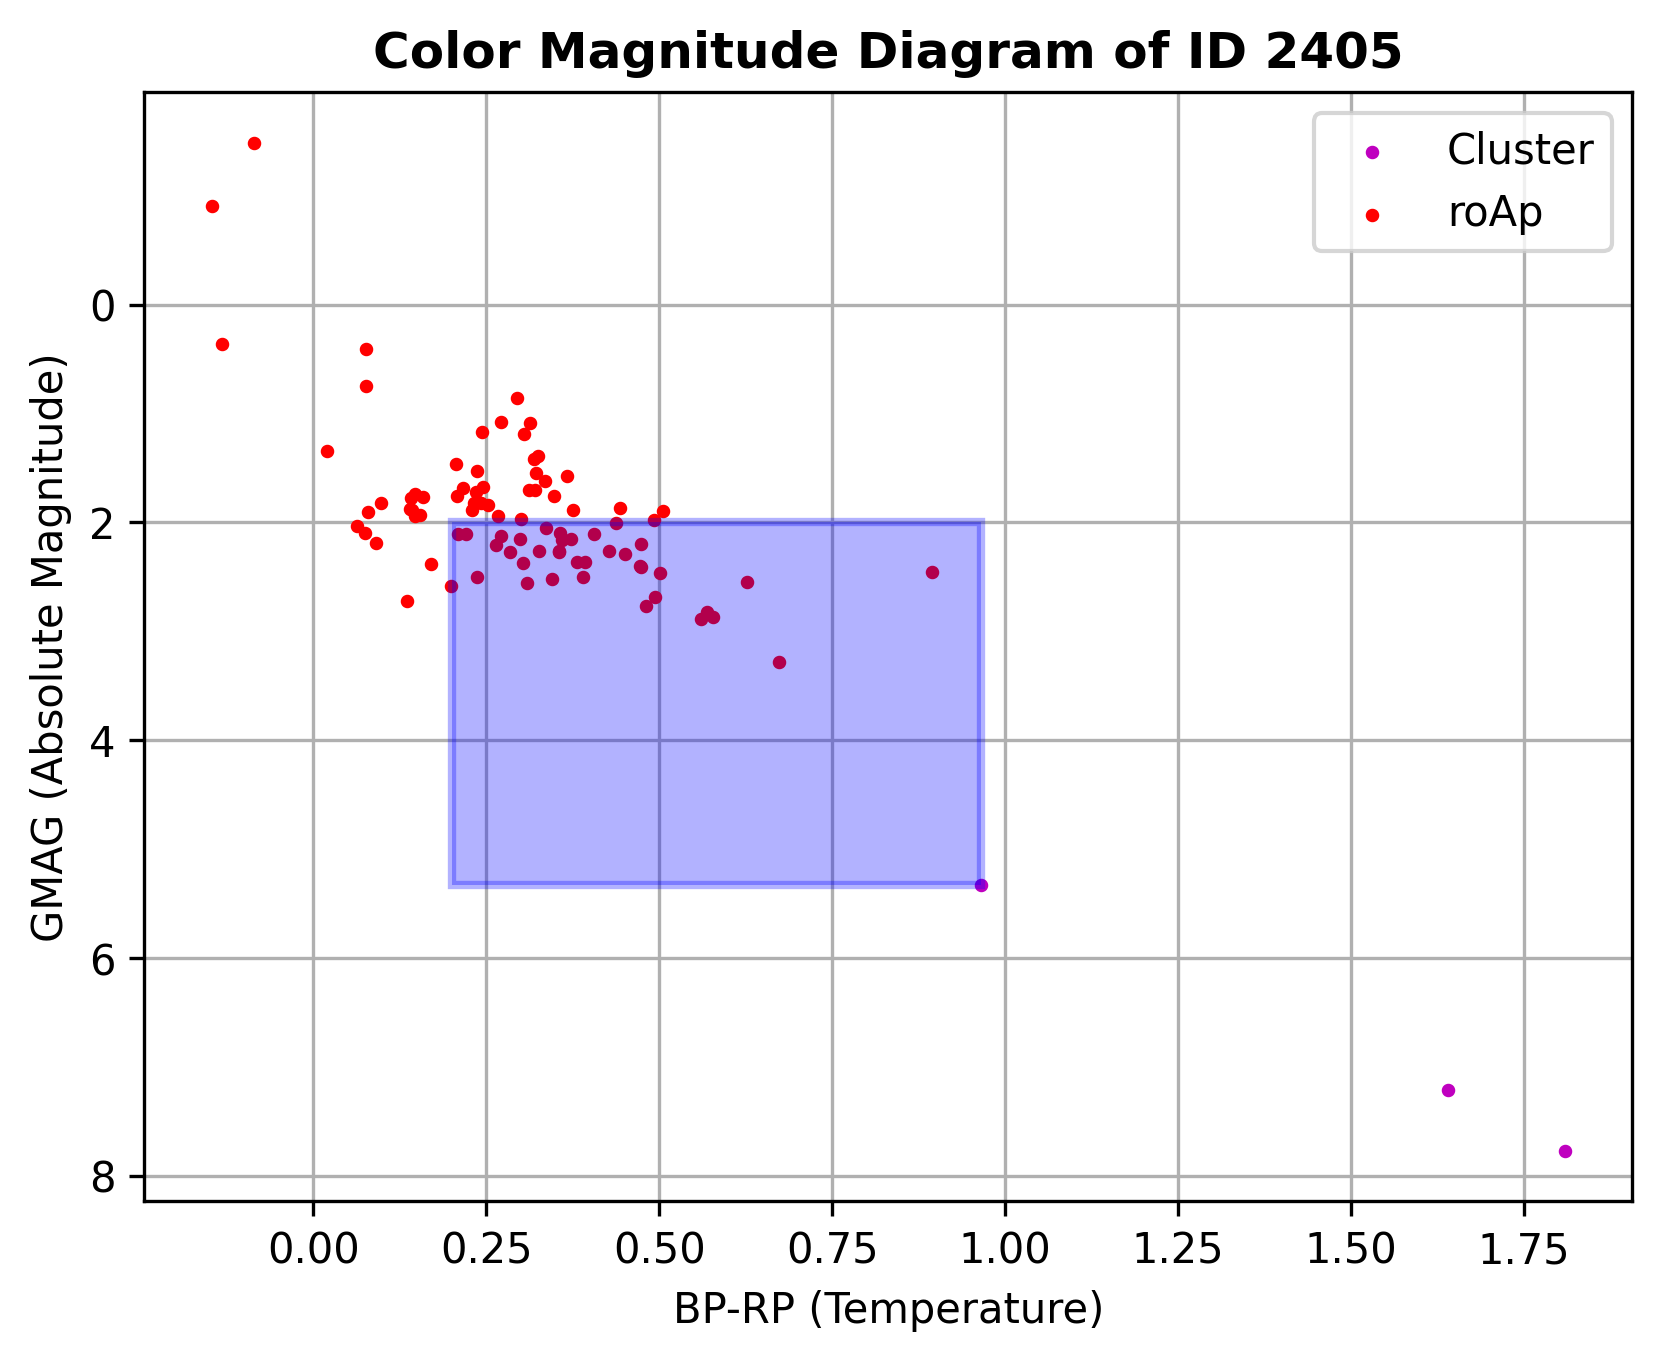 Color Magnitude Diagram of ID 2405
Cluster
roAp
GMAG (Absolute Magnitude)
0
2
4
6
8
0.00 0.25 0.50 0.75 1.00 1.25 1.50 1.75
BP-RP (Temperature)